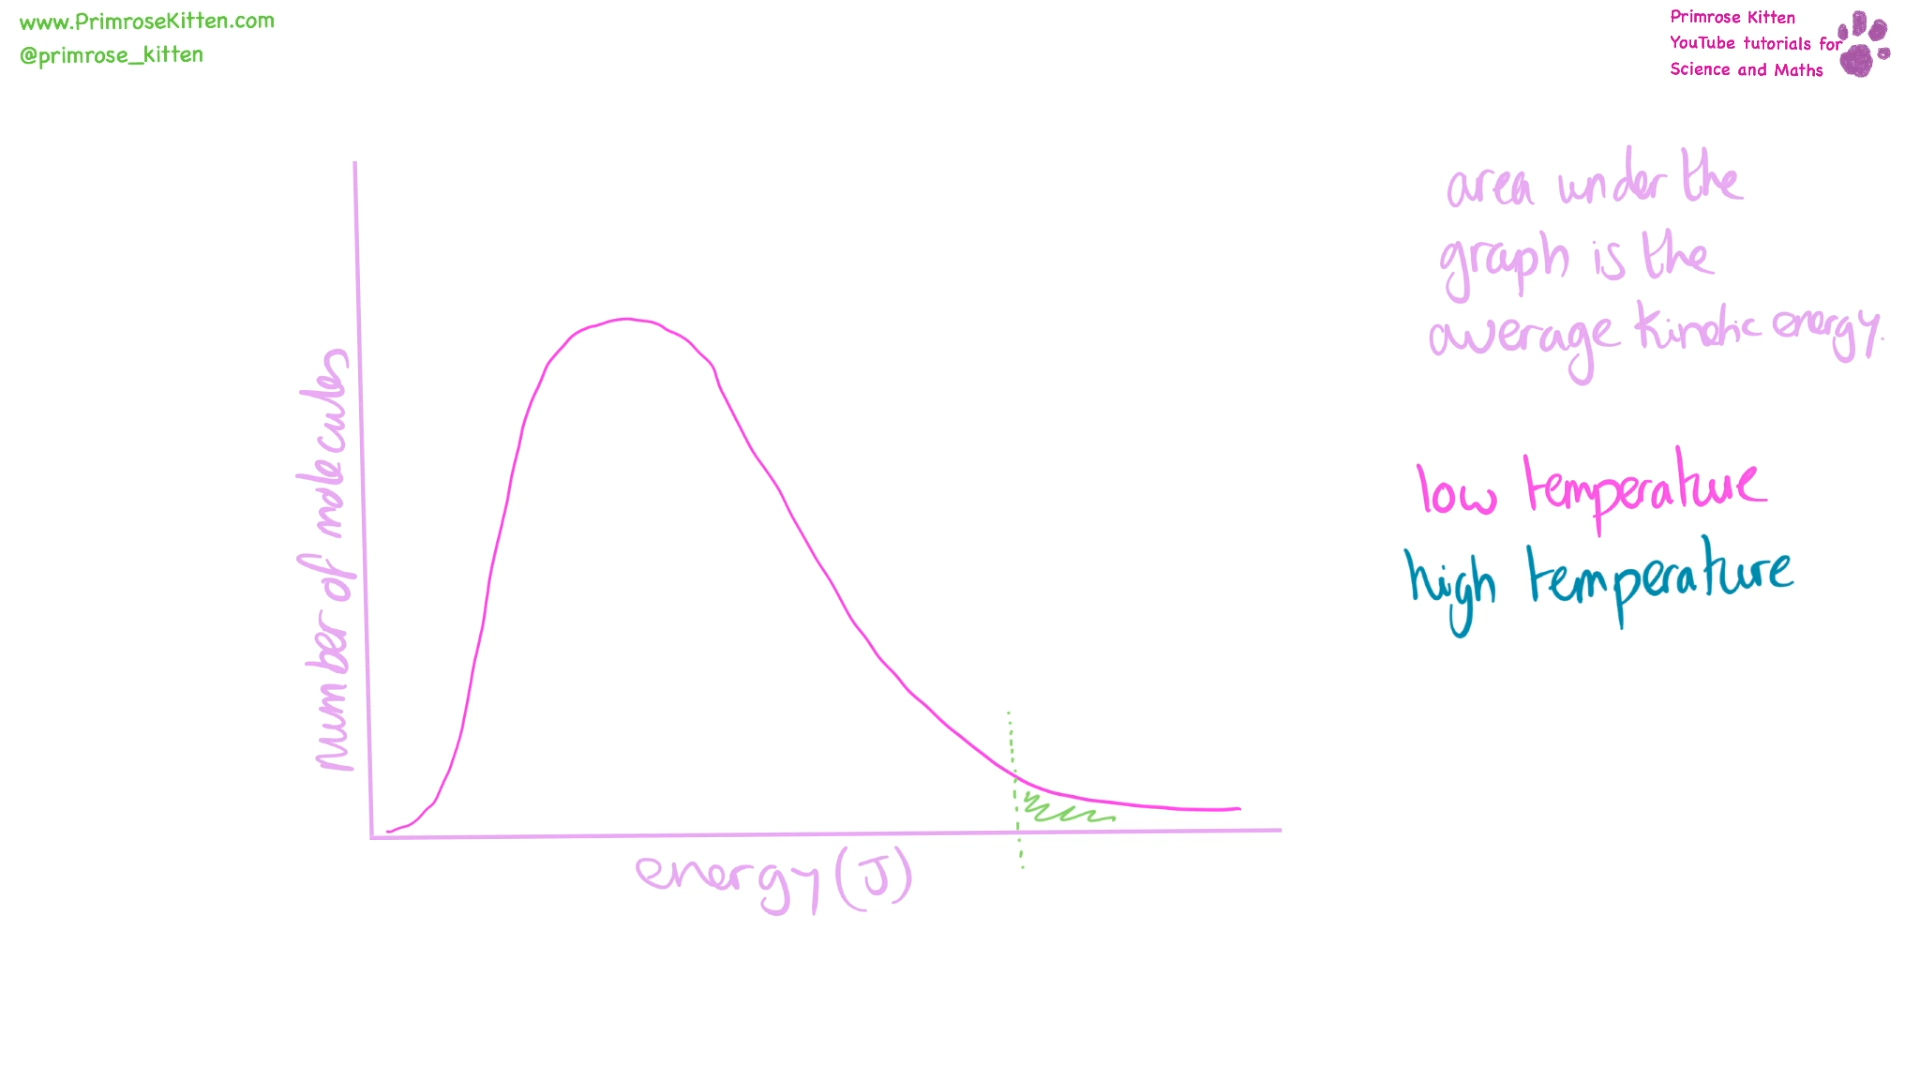 www.PrimroseKitten.com
@primrose_kitten
Primrose Kitten
YouTube tutorials for
Science and Maths
area under the
graph is the
average kinetic energy.
low temperature
high temperature
number of molecules
energy (J)